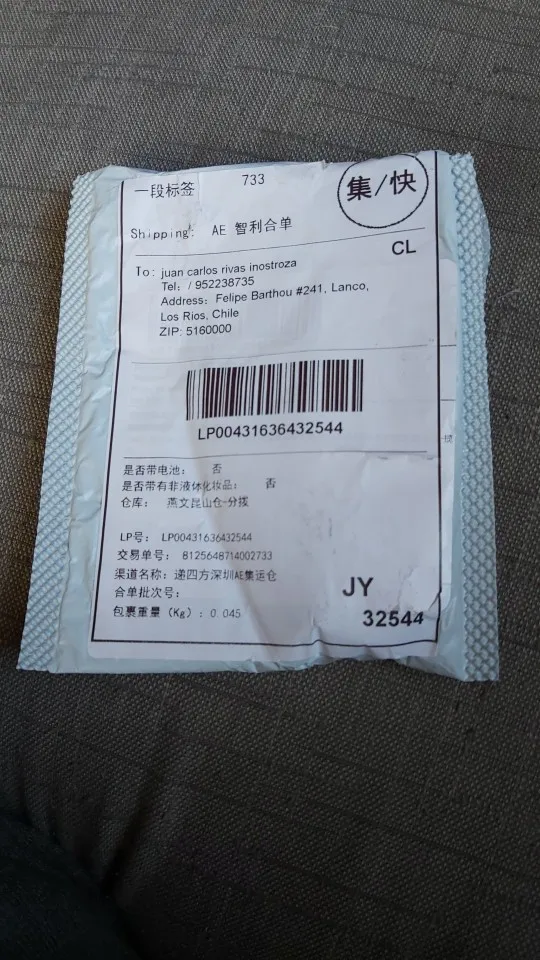 一段标签 733
集/快
Shipping: AE 智利合单
CL
To: juan carlos rivas inostroza
Tel: / 952238735
Address: Felipe Barthou #241, Lanco,
Los Rios, Chile
ZIP: 5160000
LP00431636432544
是否带电池: 否
是否带有非液体化妆品: 否
仓库: 燕文昆山仓-分拨
LP号: LP00431636432544
交易单号: 8125648714002733
渠道名称: 递四方深圳AE集运仓
合单批次号:
包裹重量 (Kg) : 0.045
JY
32544